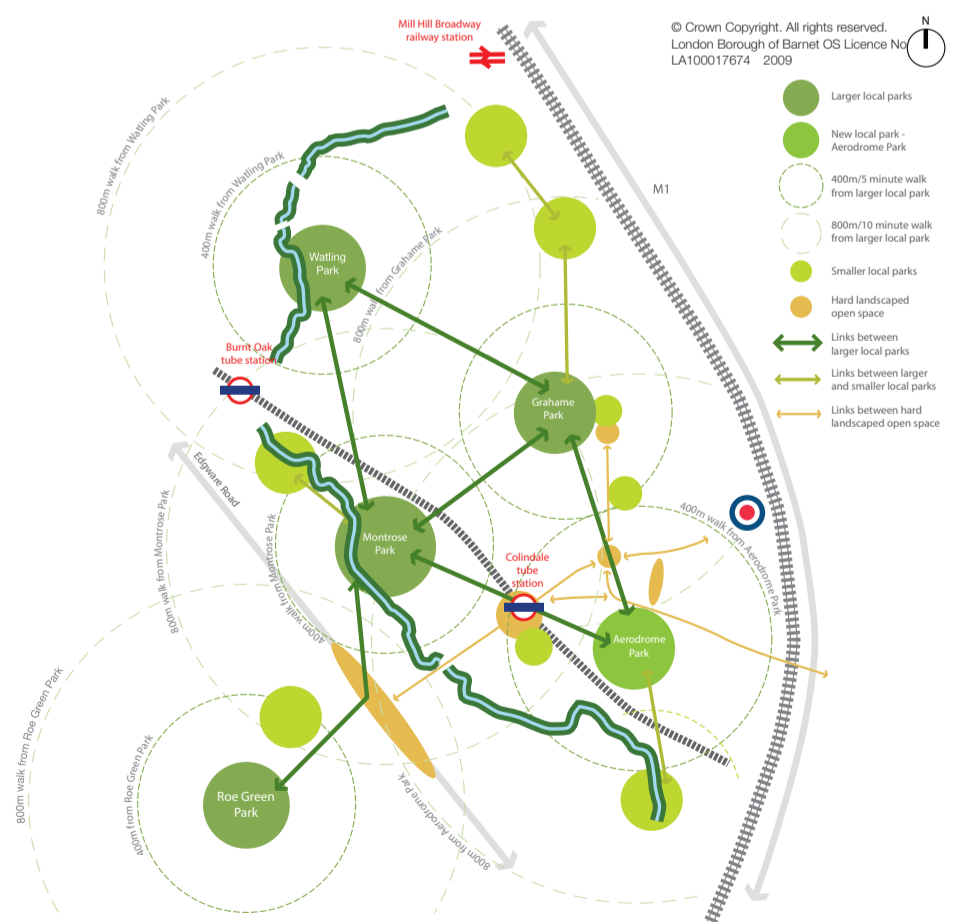 Mill Hill Broadway
railway station
© Crown Copyright. All rights reserved.
London Borough of Barnet OS Licence No
LA100017674 2009
N
Larger local parks
New local park -
Aerodrome Park
400m/5 minute walk
from larger local park
800m/10 minute walk
from larger local park
Smaller local parks
Hard landscaped
open space
Links between
larger local parks
Links between larger
and smaller local parks
Links between hard
landscaped open space
M1
800m walk from Watling Park
400m walk from Watling Park
Watling
Park
800m walk from Grahame Park
Burnt Oak
tube station
Grahame
Park
Edgware Road
800m walk from Montrose Park
400m walk from Montrose Park
Montrose
Park
400m walk from Montrose Park
Colindale
tube
station
400m walk from Aerodrome Park
Aerodrome
Park
800m walk from Roe Green Park
400m from Roe Green Park
Roe Green
Park
800m from Aerodrome Park